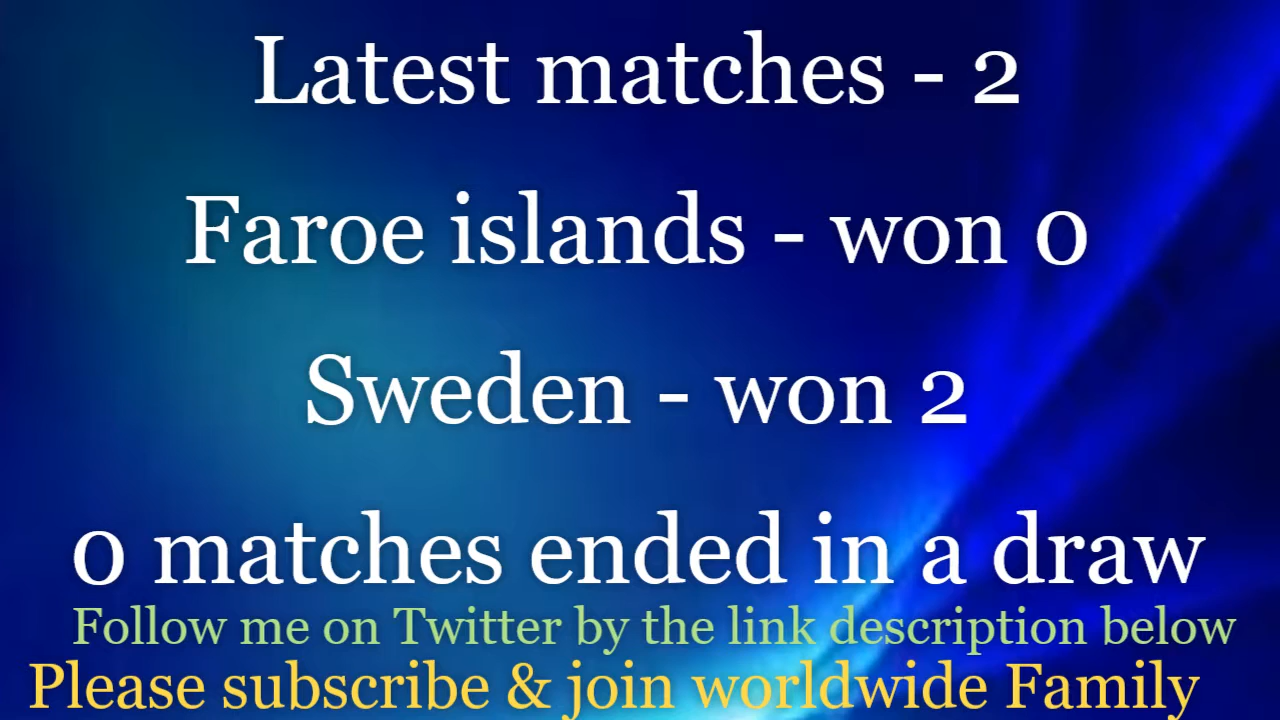 Latest matches - 2
Faroe islands - won 0
Sweden - won 2
0 matches ended in a draw
Follow me on Twitter by the link description below
Please subscribe & join worldwide Family